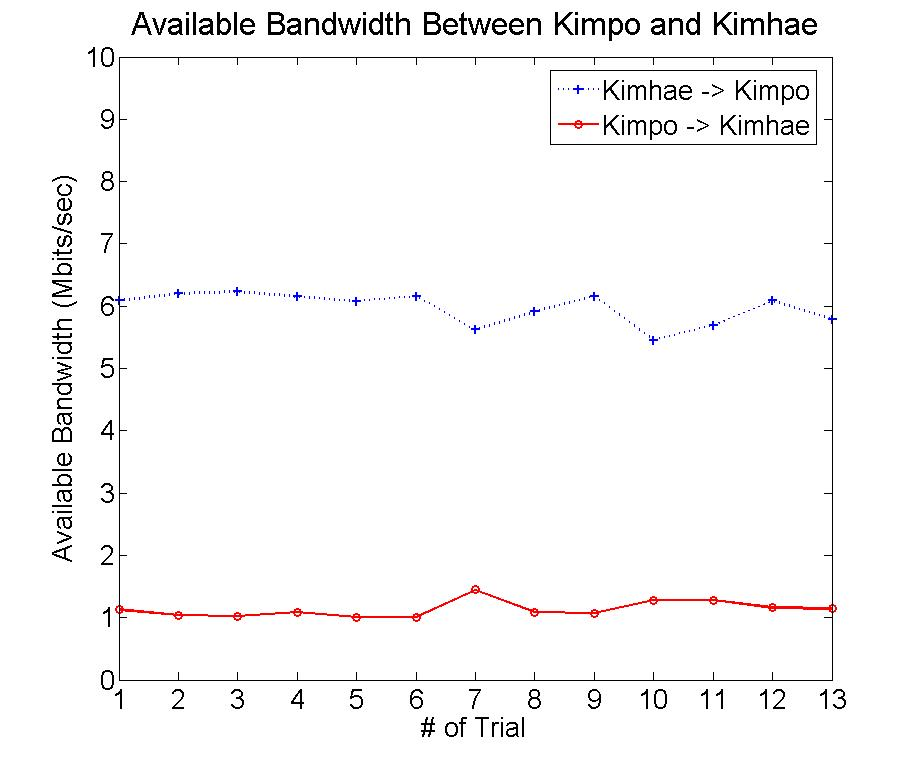 Available Bandwidth Between Kimpo and Kimhae
Kimhae -> Kimpo
Kimpo -> Kimhae
Available Bandwidth (Mbits/sec)
10
9
8
7
6
5
4
3
2
1
0
1 2 3 4 5 6 7 8 9 10 11 12 13
# of Trial